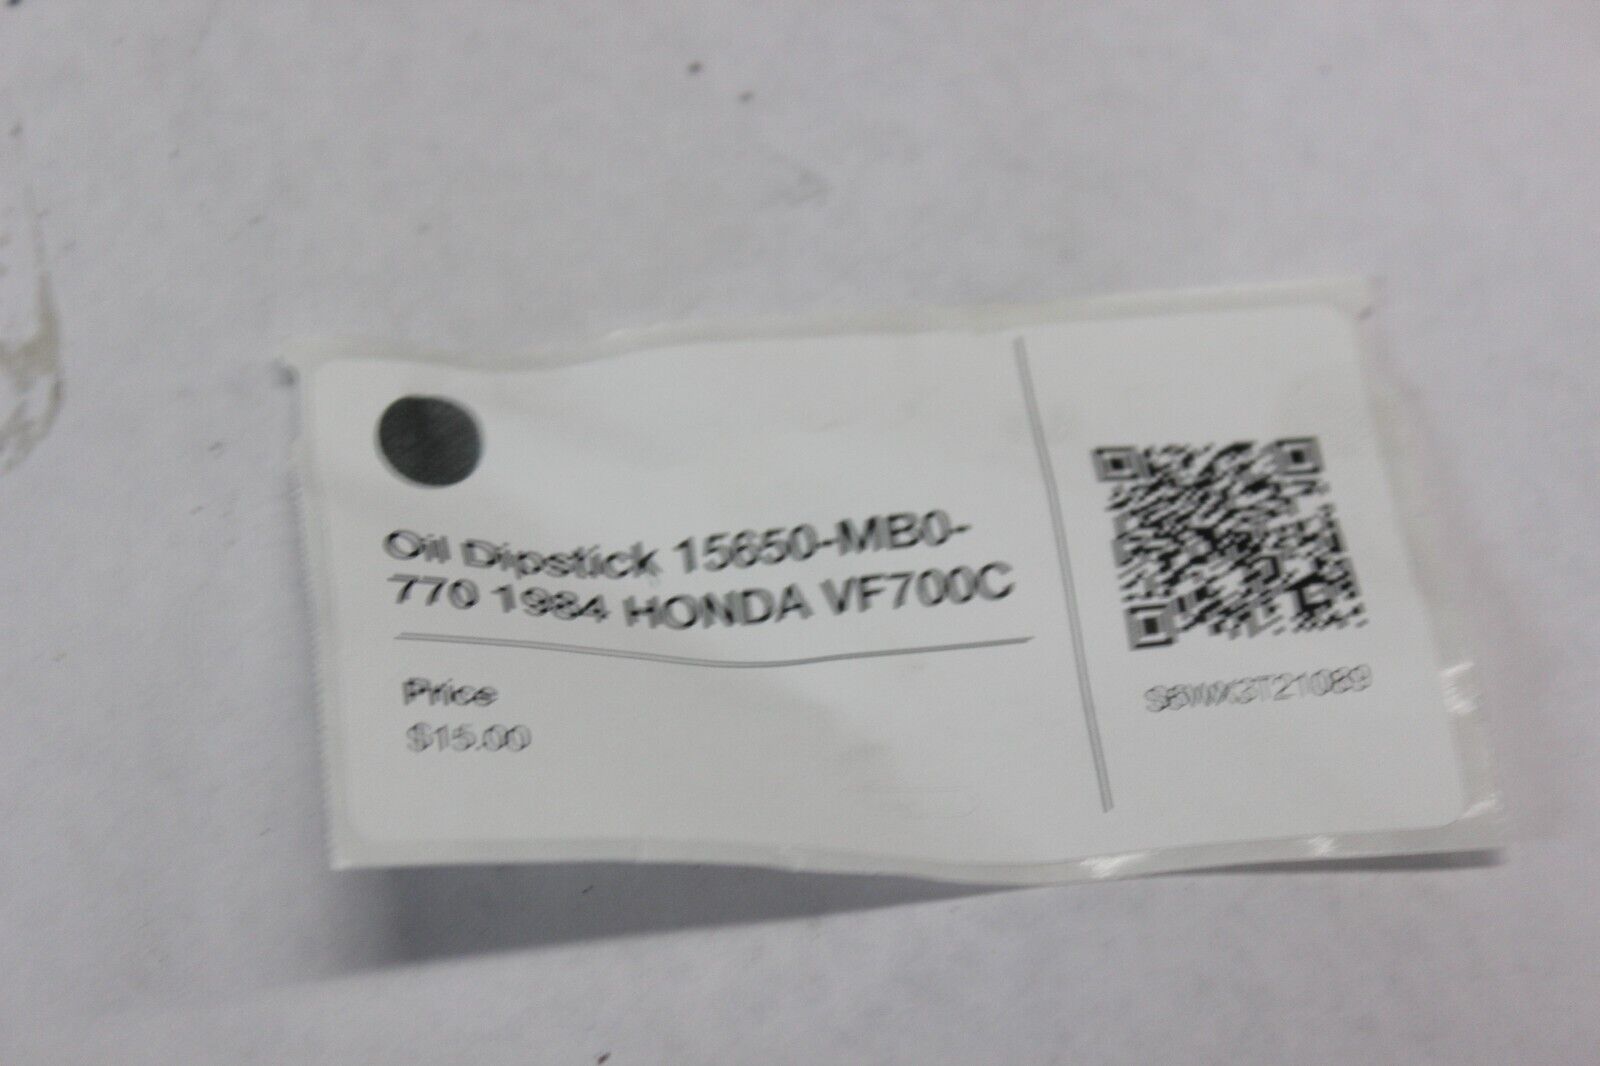 Oil Dipstick 15650-MB0-
770 1984 HONDA VF700C
Price
$15.00